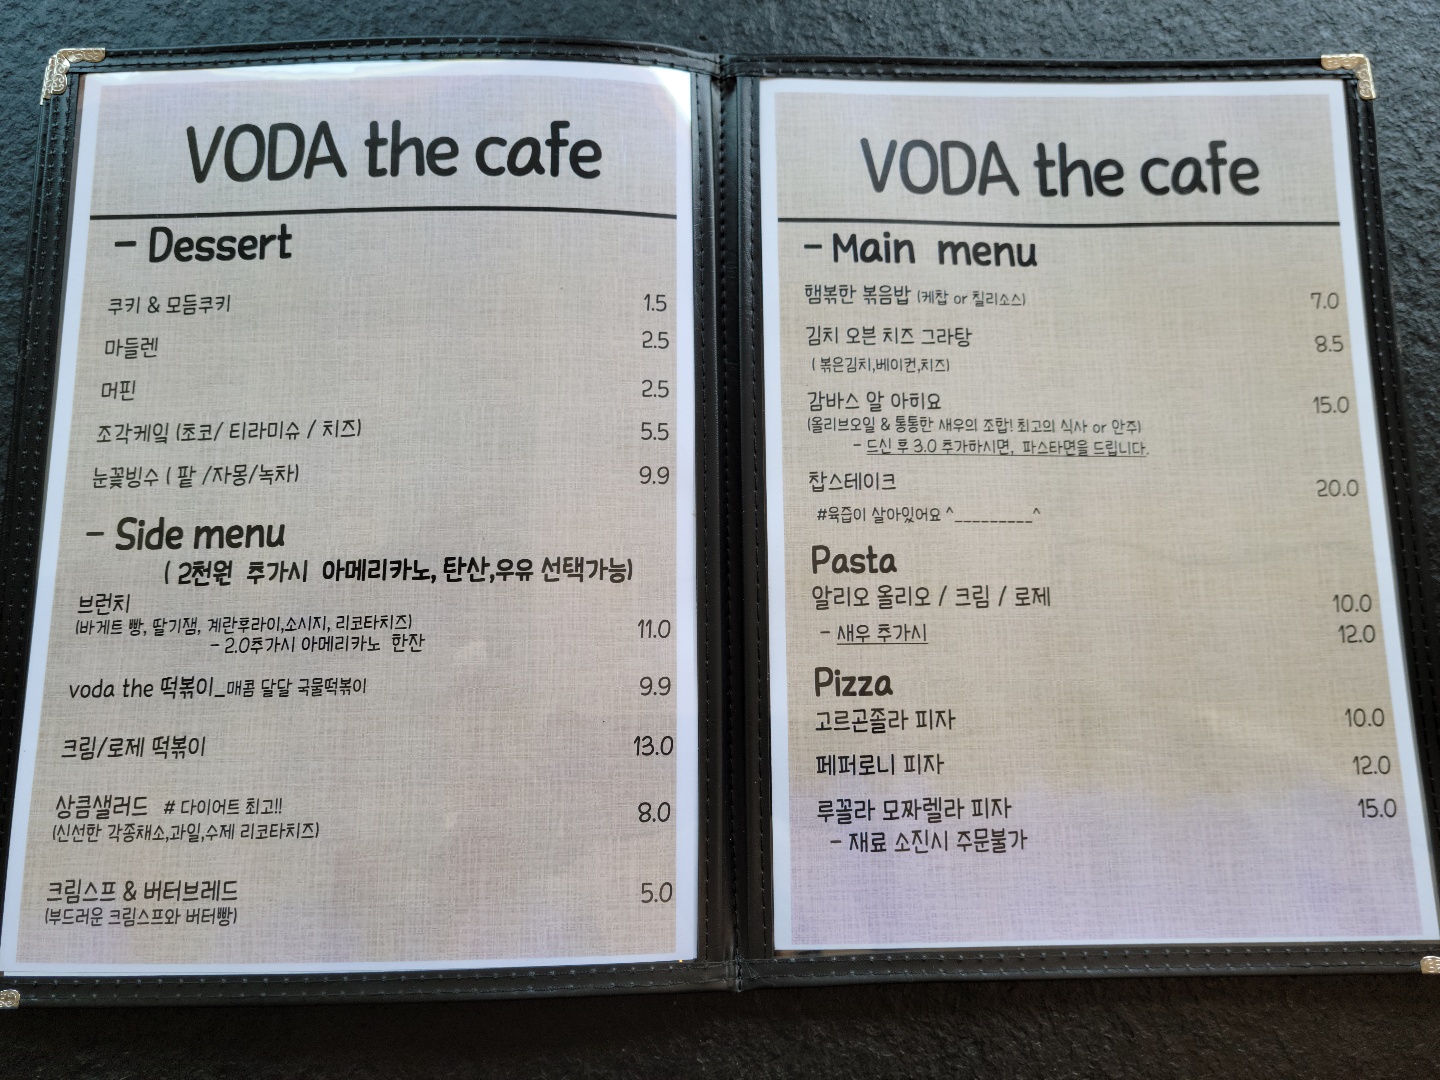 VODA the cafe
- Dessert
쿠키 & 모듬쿠키 1.5
마들렌 2.5
머핀 2.5
조각케잌 (초코/ 티라미슈 / 치즈) 5.5
눈꽃빙수 ( 팥 /자몽/녹차) 9.9
- Side menu
( 2천원 추가시 아메리카노, 탄산,우유 선택가능)
브런치
(바게트 빵, 딸기잼, 계란후라이,소시지, 리코타치즈) 11.0
- 2.0추가시 아메리카노 한잔
voda the 떡볶이_매콤 달달 국물떡볶이 9.9
크림/로제 떡볶이 13.0
상큼샐러드 # 다이어트 최고!! 8.0
(신선한 각종채소,과일,수제 리코타치즈)
크림스프 & 버터브레드 5.0
(부드러운 크림스프와 버터빵)
VODA the cafe
- Main menu
햄볶한 볶음밥 (케찹 or 칠리소스) 7.0
김치 오븐 치즈 그라탕 8.5
( 볶은김치,베이컨,치즈)
감바스 알 아히요 15.0
(올리브오일 & 통통한 새우의 조합! 최고의 식사 or 안주)
- 드신 후 3.0 추가하시면, 파스타면을 드립니다.
찹스테이크 20.0
#육즙이 살아있어요 ^_________^
Pasta
알리오 올리오 / 크림 / 로제 10.0
- 새우 추가시 12.0
Pizza
고르곤졸라 피자 10.0
페퍼로니 피자 12.0
루꼴라 모짜렐라 피자 15.0
- 재료 소진시 주문불가